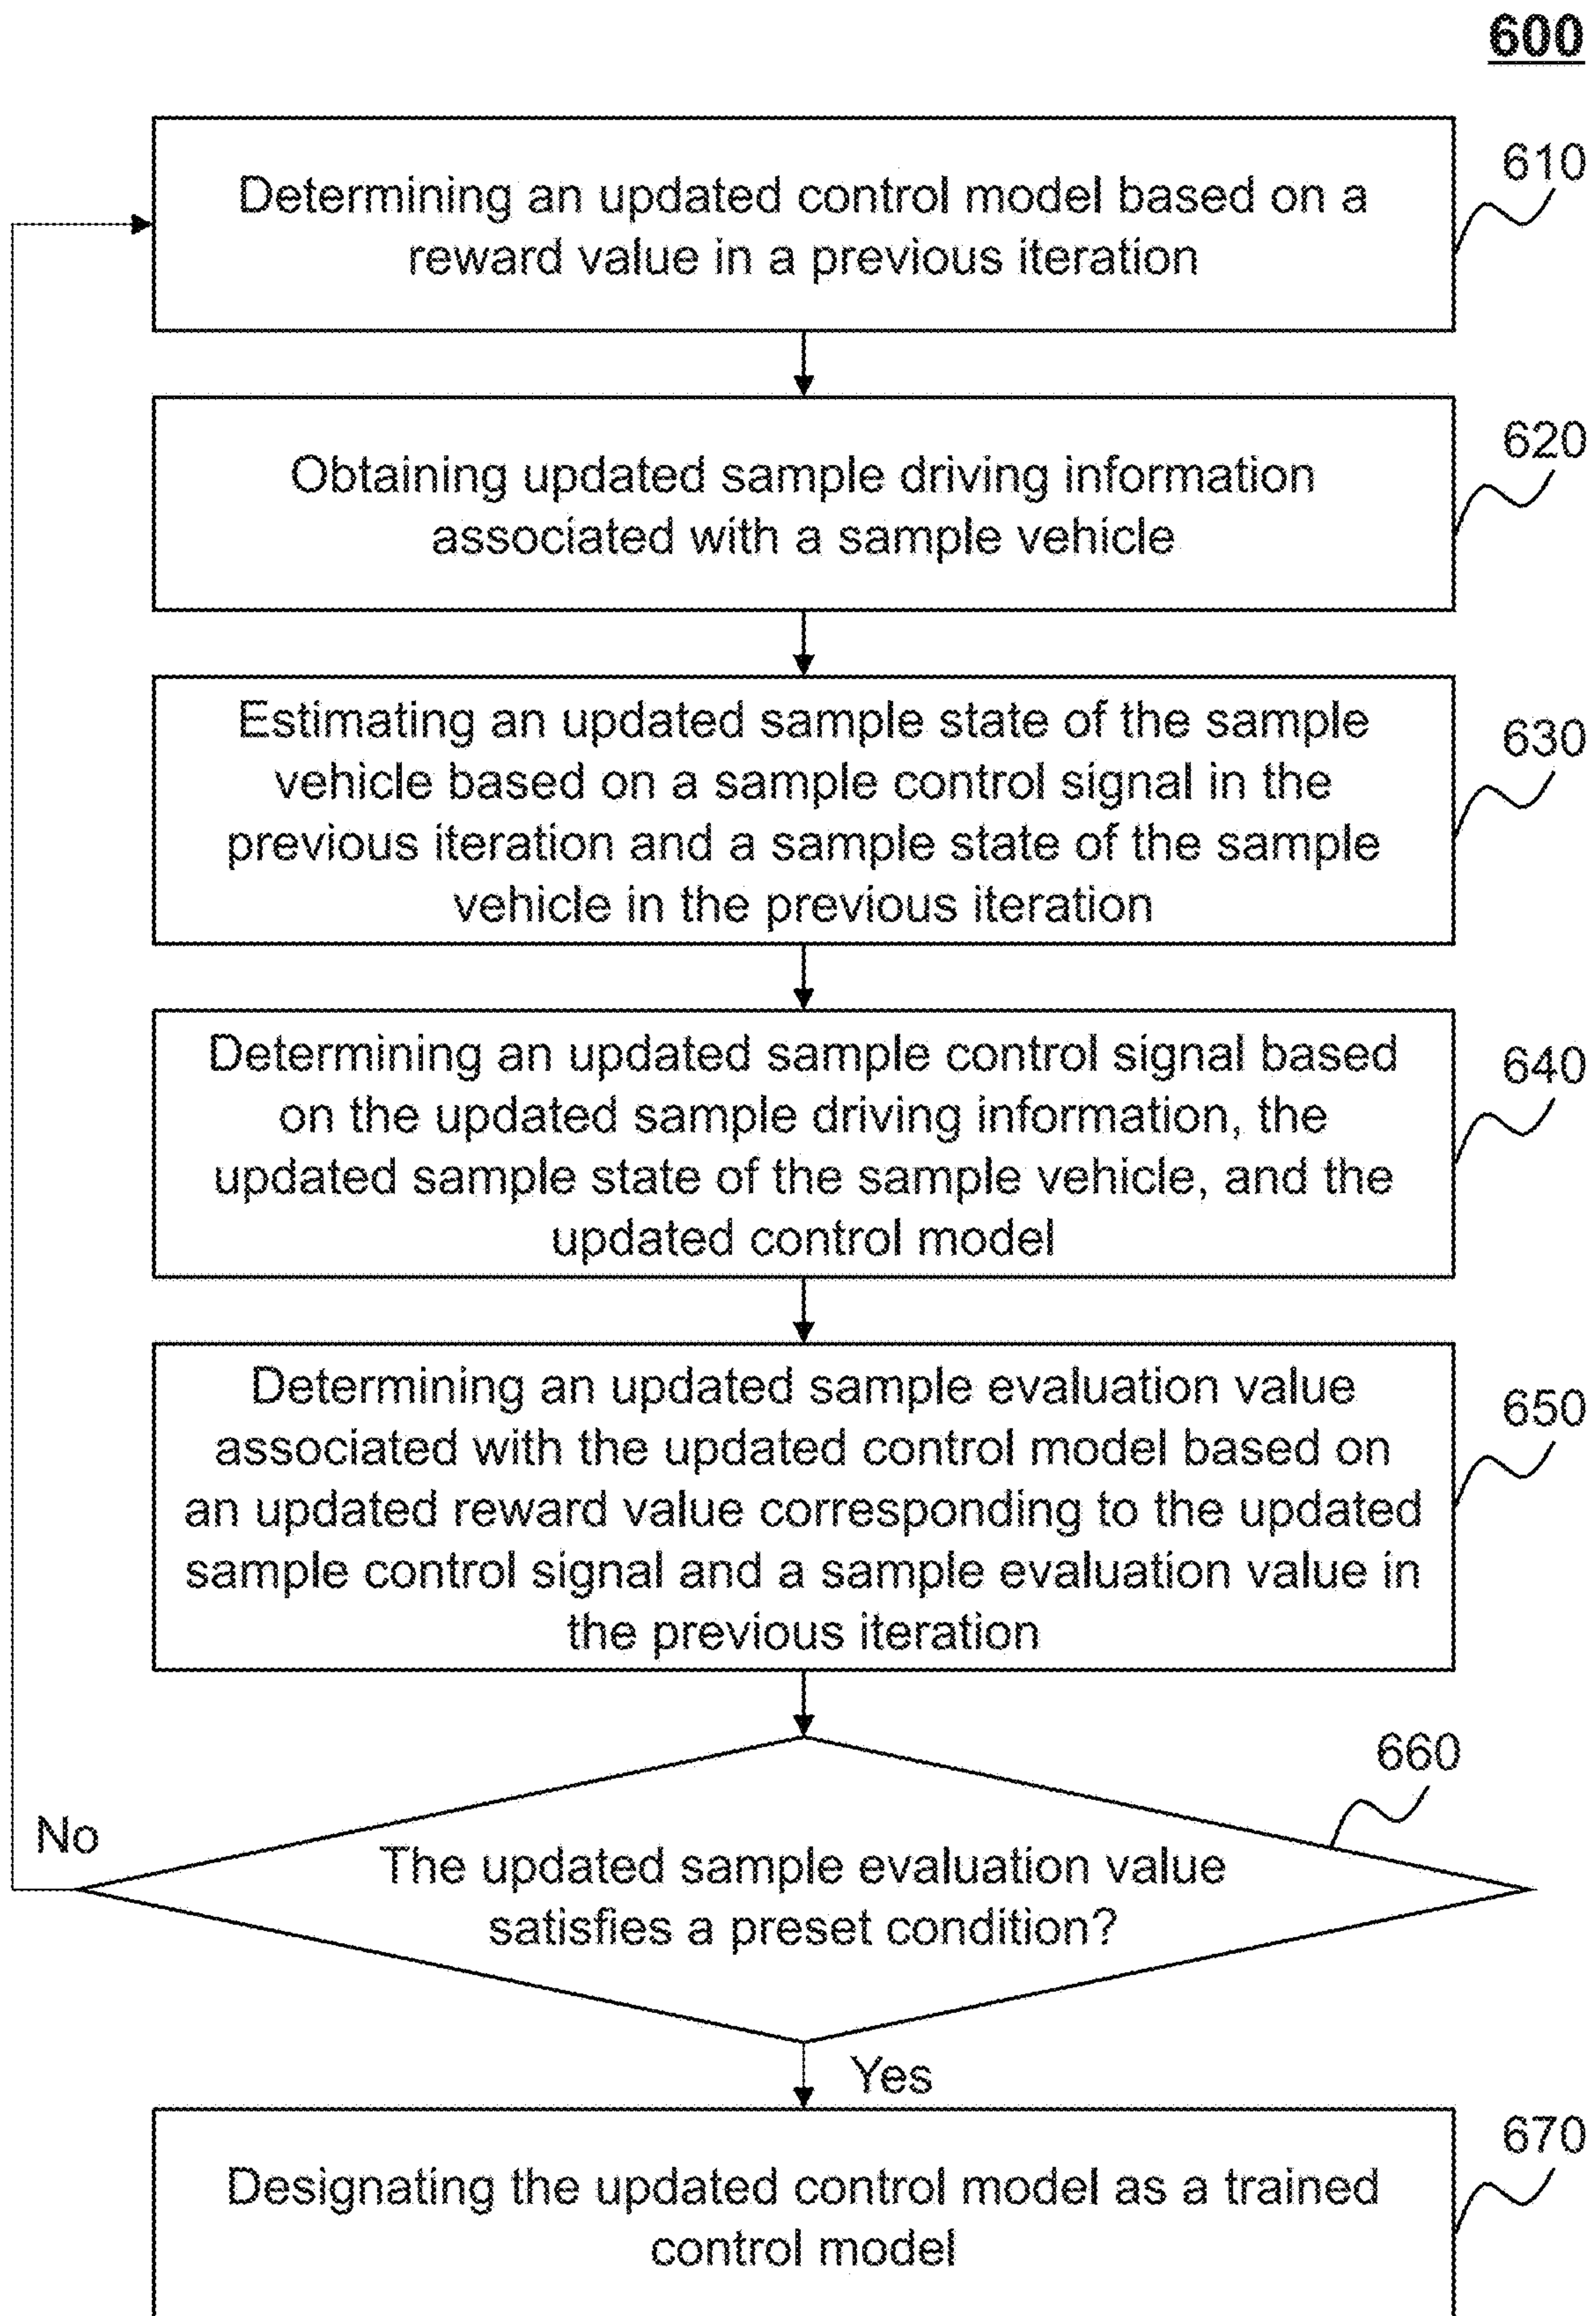 600
Determining an updated control model based on a
reward value in a previous iteration
610
Obtaining updated sample driving information
associated with a sample vehicle
620
Estimating an updated sample state of the sample
vehicle based on a sample control signal in the
previous iteration and a sample state of the sample
vehicle in the previous iteration
630
Determining an updated sample control signal based
on the updated sample driving information, the
updated sample state of the sample vehicle, and the
updated control model
640
Determining an updated sample evaluation value
associated with the updated control model based on
an updated reward value corresponding to the updated
sample control signal and a sample evaluation value in
the previous iteration
650
660
No
The updated sample evaluation value
satisfies a preset condition?
Yes
Designating the updated control model as a trained
control model
670